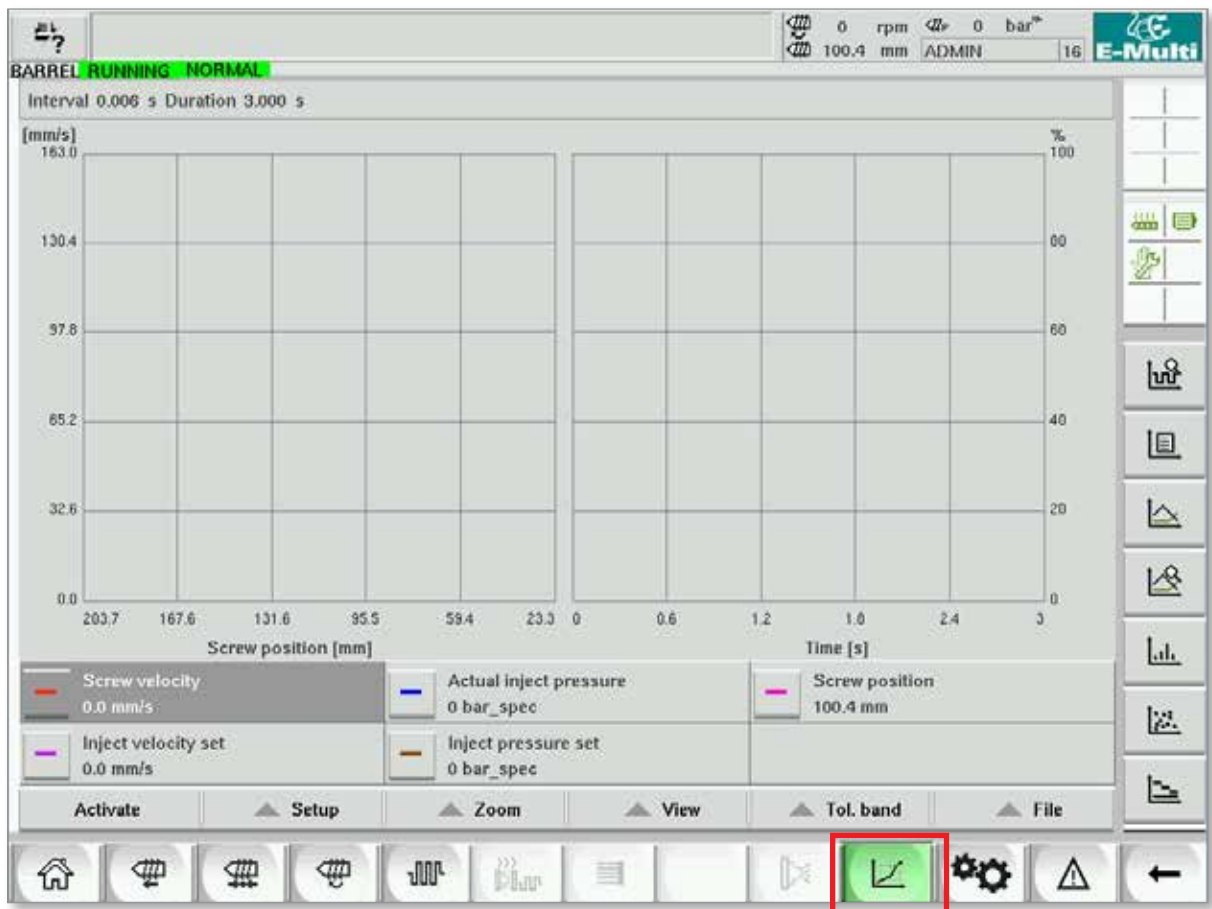 0 rpm 0 bar
100.4 mm ADMIN 16
E-Multi
BARREL RUNNING NORMAL
Interval 0.006 s Duration 3.000 s
[mm/s] %
163.0 100
130.4 80
97.8 60
65.2 40
32.6 20
0.0 0
203.7 167.6 131.6 95.5 59.4 23.3 0 0.6 1.2 1.8 2.4 3
Screw position [mm] Time [s]
Screw velocity Actual inject pressure Screw position
0.0 mm/s 0 bar_spec 100.4 mm
Inject velocity set Inject pressure set
0.0 mm/s 0 bar_spec
Activate Setup Zoom View Tol. band File